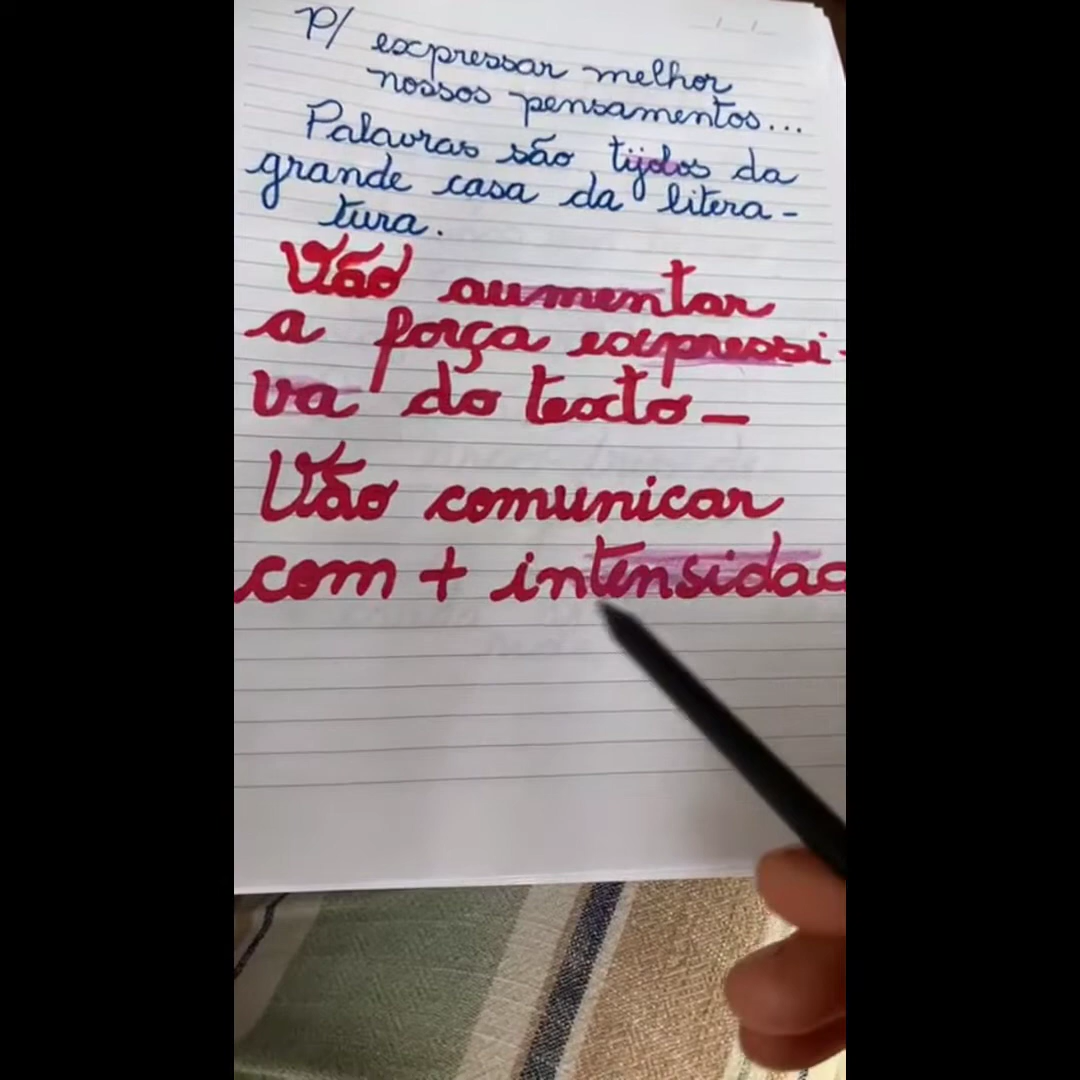 P/ expressar melhor
nossos pensamentos...
Palavras são tijolos da
grande casa da litera-
tura.
Vão aumentar
a força expressi-
va do texto_
Vão comunicar
com + intensidad